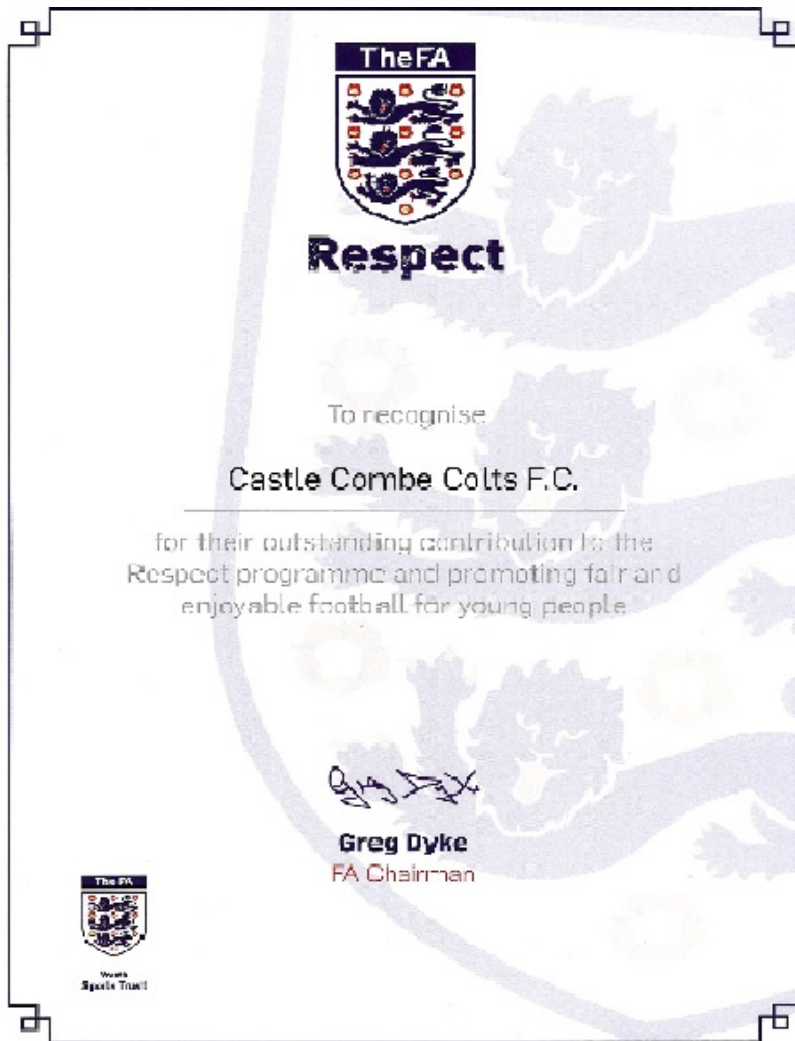 TheFA
Respect
To recognise
Castle Combe Colts F.C.
for their outstanding contribution to the
Respect programme and promoting fair and
enjoyable football for young people
Greg Dyke
FA Chairman
The FA
Youth
Sports Trust